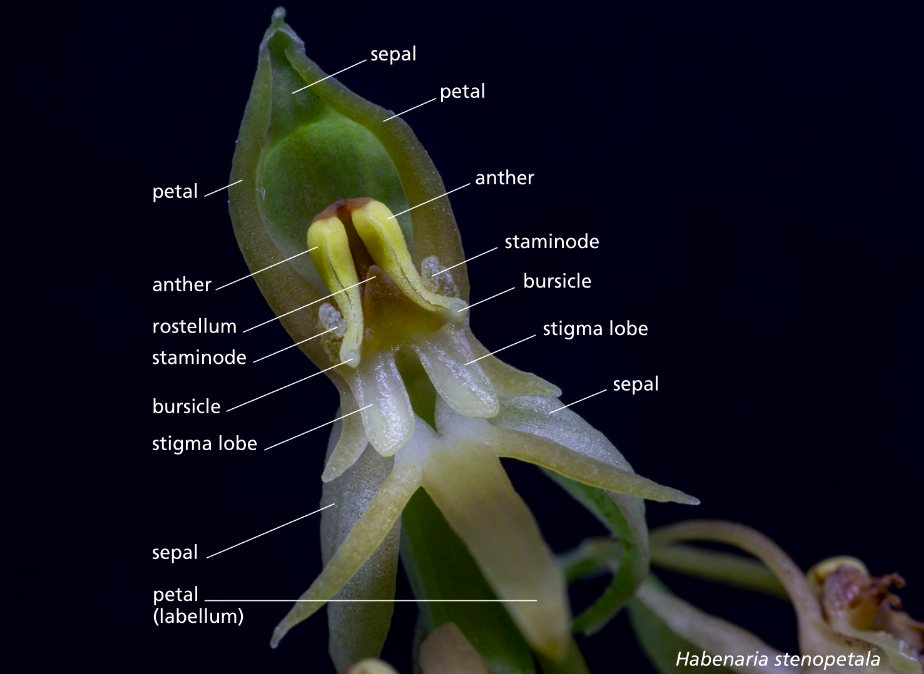 sepal
petal
petal
anther
staminode
anther
bursicle
rostellum
stigma lobe
staminode
sepal
bursicle
stigma lobe
sepal
petal
(labellum)
Habenaria stenopetala